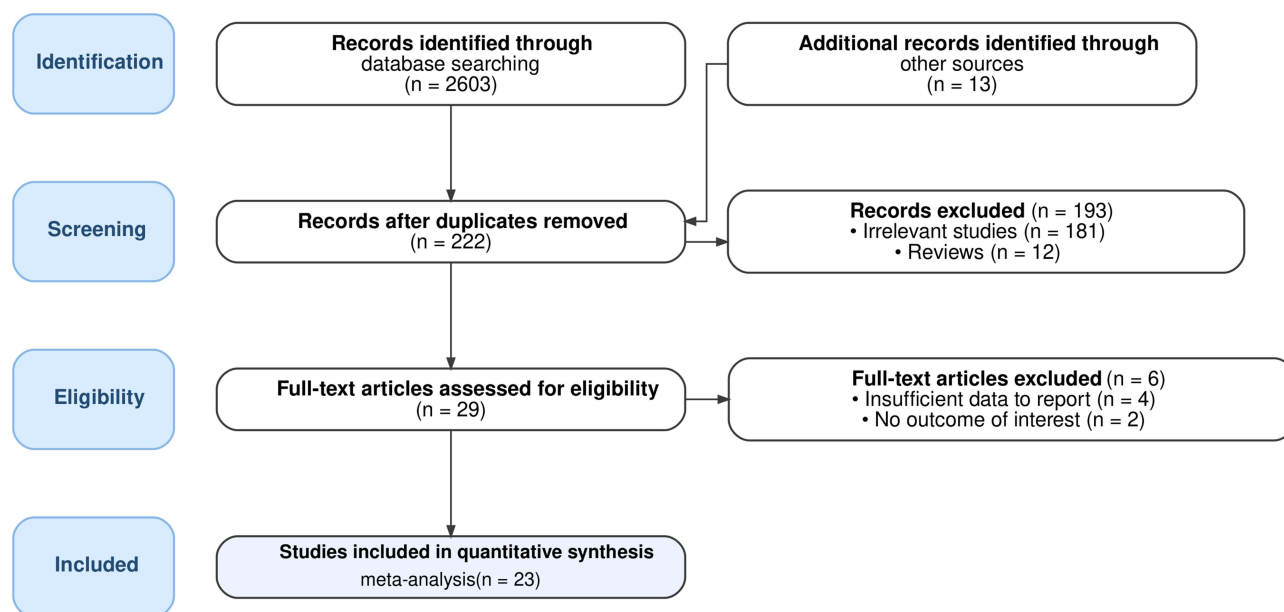 Identification
Records identified through
database searching
(n = 2603)
Additional records identified through
other sources
(n = 13)
Screening
Records after duplicates removed
(n = 222)
Records excluded (n = 193)
• Irrelevant studies (n = 181)
• Reviews (n = 12)
Eligibility
Full-text articles assessed for eligibility
(n = 29)
Full-text articles excluded (n = 6)
• Insufficient data to report (n = 4)
• No outcome of interest (n = 2)
Included
Studies included in quantitative synthesis
meta-analysis(n = 23)